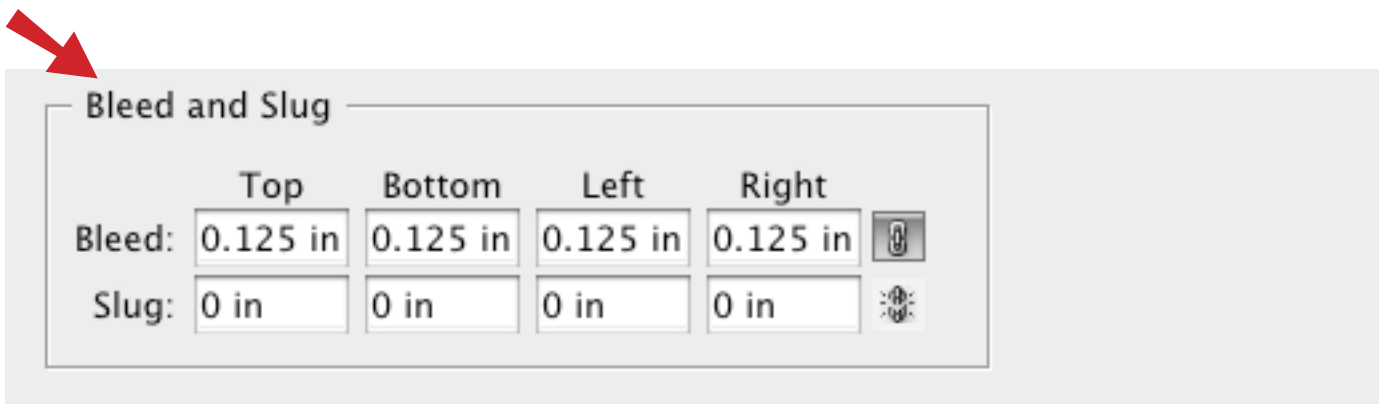 Bleed and Slug
Top Bottom Left Right
Bleed: 0.125 in 0.125 in 0.125 in 0.125 in
Slug: 0 in 0 in 0 in 0 in